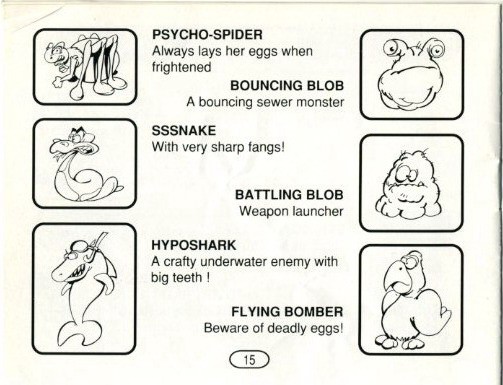 PSYCHO-SPIDER
Always lays her eggs when
frightened
BOUNCING BLOB
A bouncing sewer monster
SSSNAKE
With very sharp fangs!
BATTLING BLOB
Weapon launcher
HYPOSHARK
A crafty underwater enemy with
big teeth !
FLYING BOMBER
Beware of deadly eggs!
15